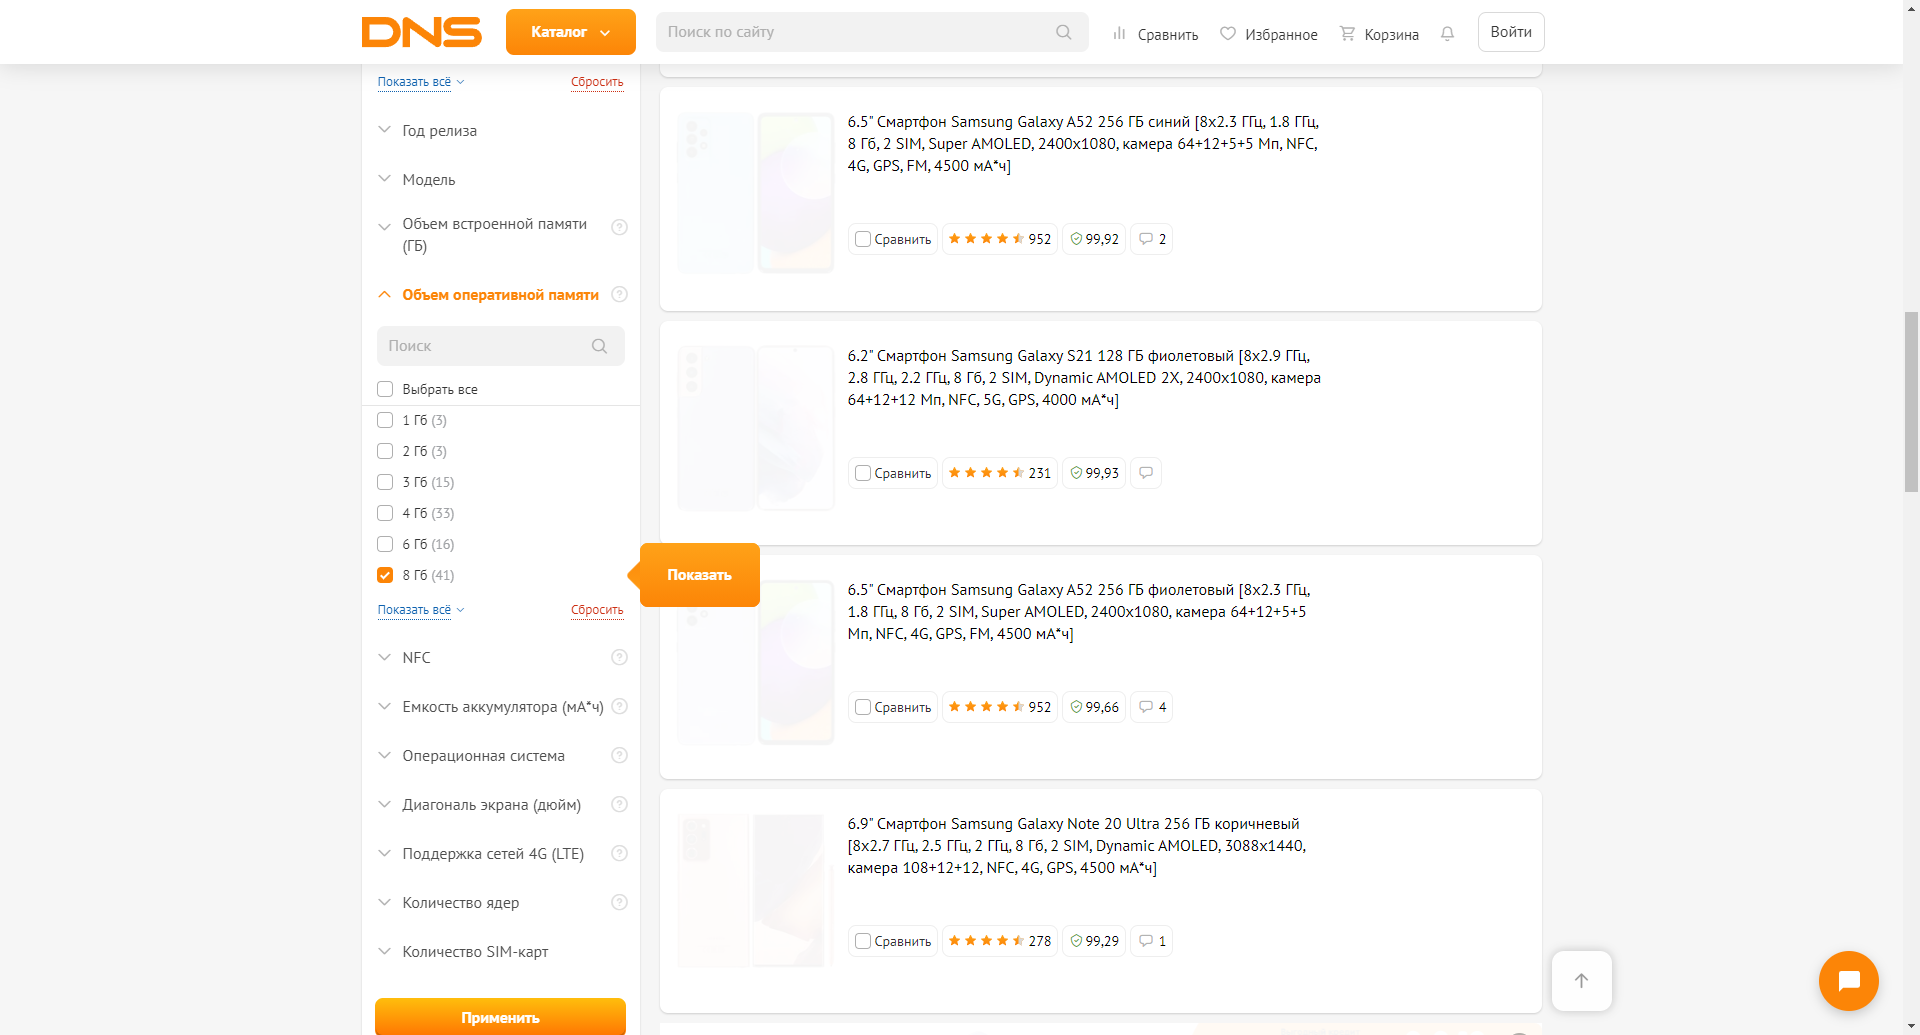 DNS
Каталог
Поиск по сайту
Сравнить
Избранное
Корзина
Войти
Показать всё
Сбросить
Год релиза
Модель
Объем встроенной памяти
(ГБ)
?
Объем оперативной памяти
?
Поиск
Выбрать все
1 Гб (3)
2 Гб (3)
3 Гб (15)
4 Гб (33)
6 Гб (16)
8 Гб (41)
Показать
Показать всё
Сбросить
NFC
?
Емкость аккумулятора (мА*ч)
?
Операционная система
?
Диагональ экрана (дюйм)
?
Поддержка сетей 4G (LTE)
?
Количество ядер
?
Количество SIM-карт
Применить
6.5" Смартфон Samsung Galaxy A52 256 ГБ синий [8x2.3 ГГц, 1.8 ГГц,
8 Гб, 2 SIM, Super AMOLED, 2400x1080, камера 64+12+5+5 Мп, NFC,
4G, GPS, FM, 4500 мА*ч]
Сравнить
952
99,92
2
6.2" Смартфон Samsung Galaxy S21 128 ГБ фиолетовый [8x2.9 ГГц,
2.8 ГГц, 2.2 ГГц, 8 Гб, 2 SIM, Dynamic AMOLED 2X, 2400x1080, камера
64+12+12 Мп, NFC, 5G, GPS, 4000 мА*ч]
Сравнить
231
99,93
6.5" Смартфон Samsung Galaxy A52 256 ГБ фиолетовый [8x2.3 ГГц,
1.8 ГГц, 8 Гб, 2 SIM, Super AMOLED, 2400x1080, камера 64+12+5+5
Мп, NFC, 4G, GPS, FM, 4500 мА*ч]
Сравнить
952
99,66
4
6.9" Смартфон Samsung Galaxy Note 20 Ultra 256 ГБ коричневый
[8x2.7 ГГц, 2.5 ГГц, 2 ГГц, 8 Гб, 2 SIM, Dynamic AMOLED, 3088x1440,
камера 108+12+12, NFC, 4G, GPS, 4500 мА*ч]
Сравнить
278
99,29
1